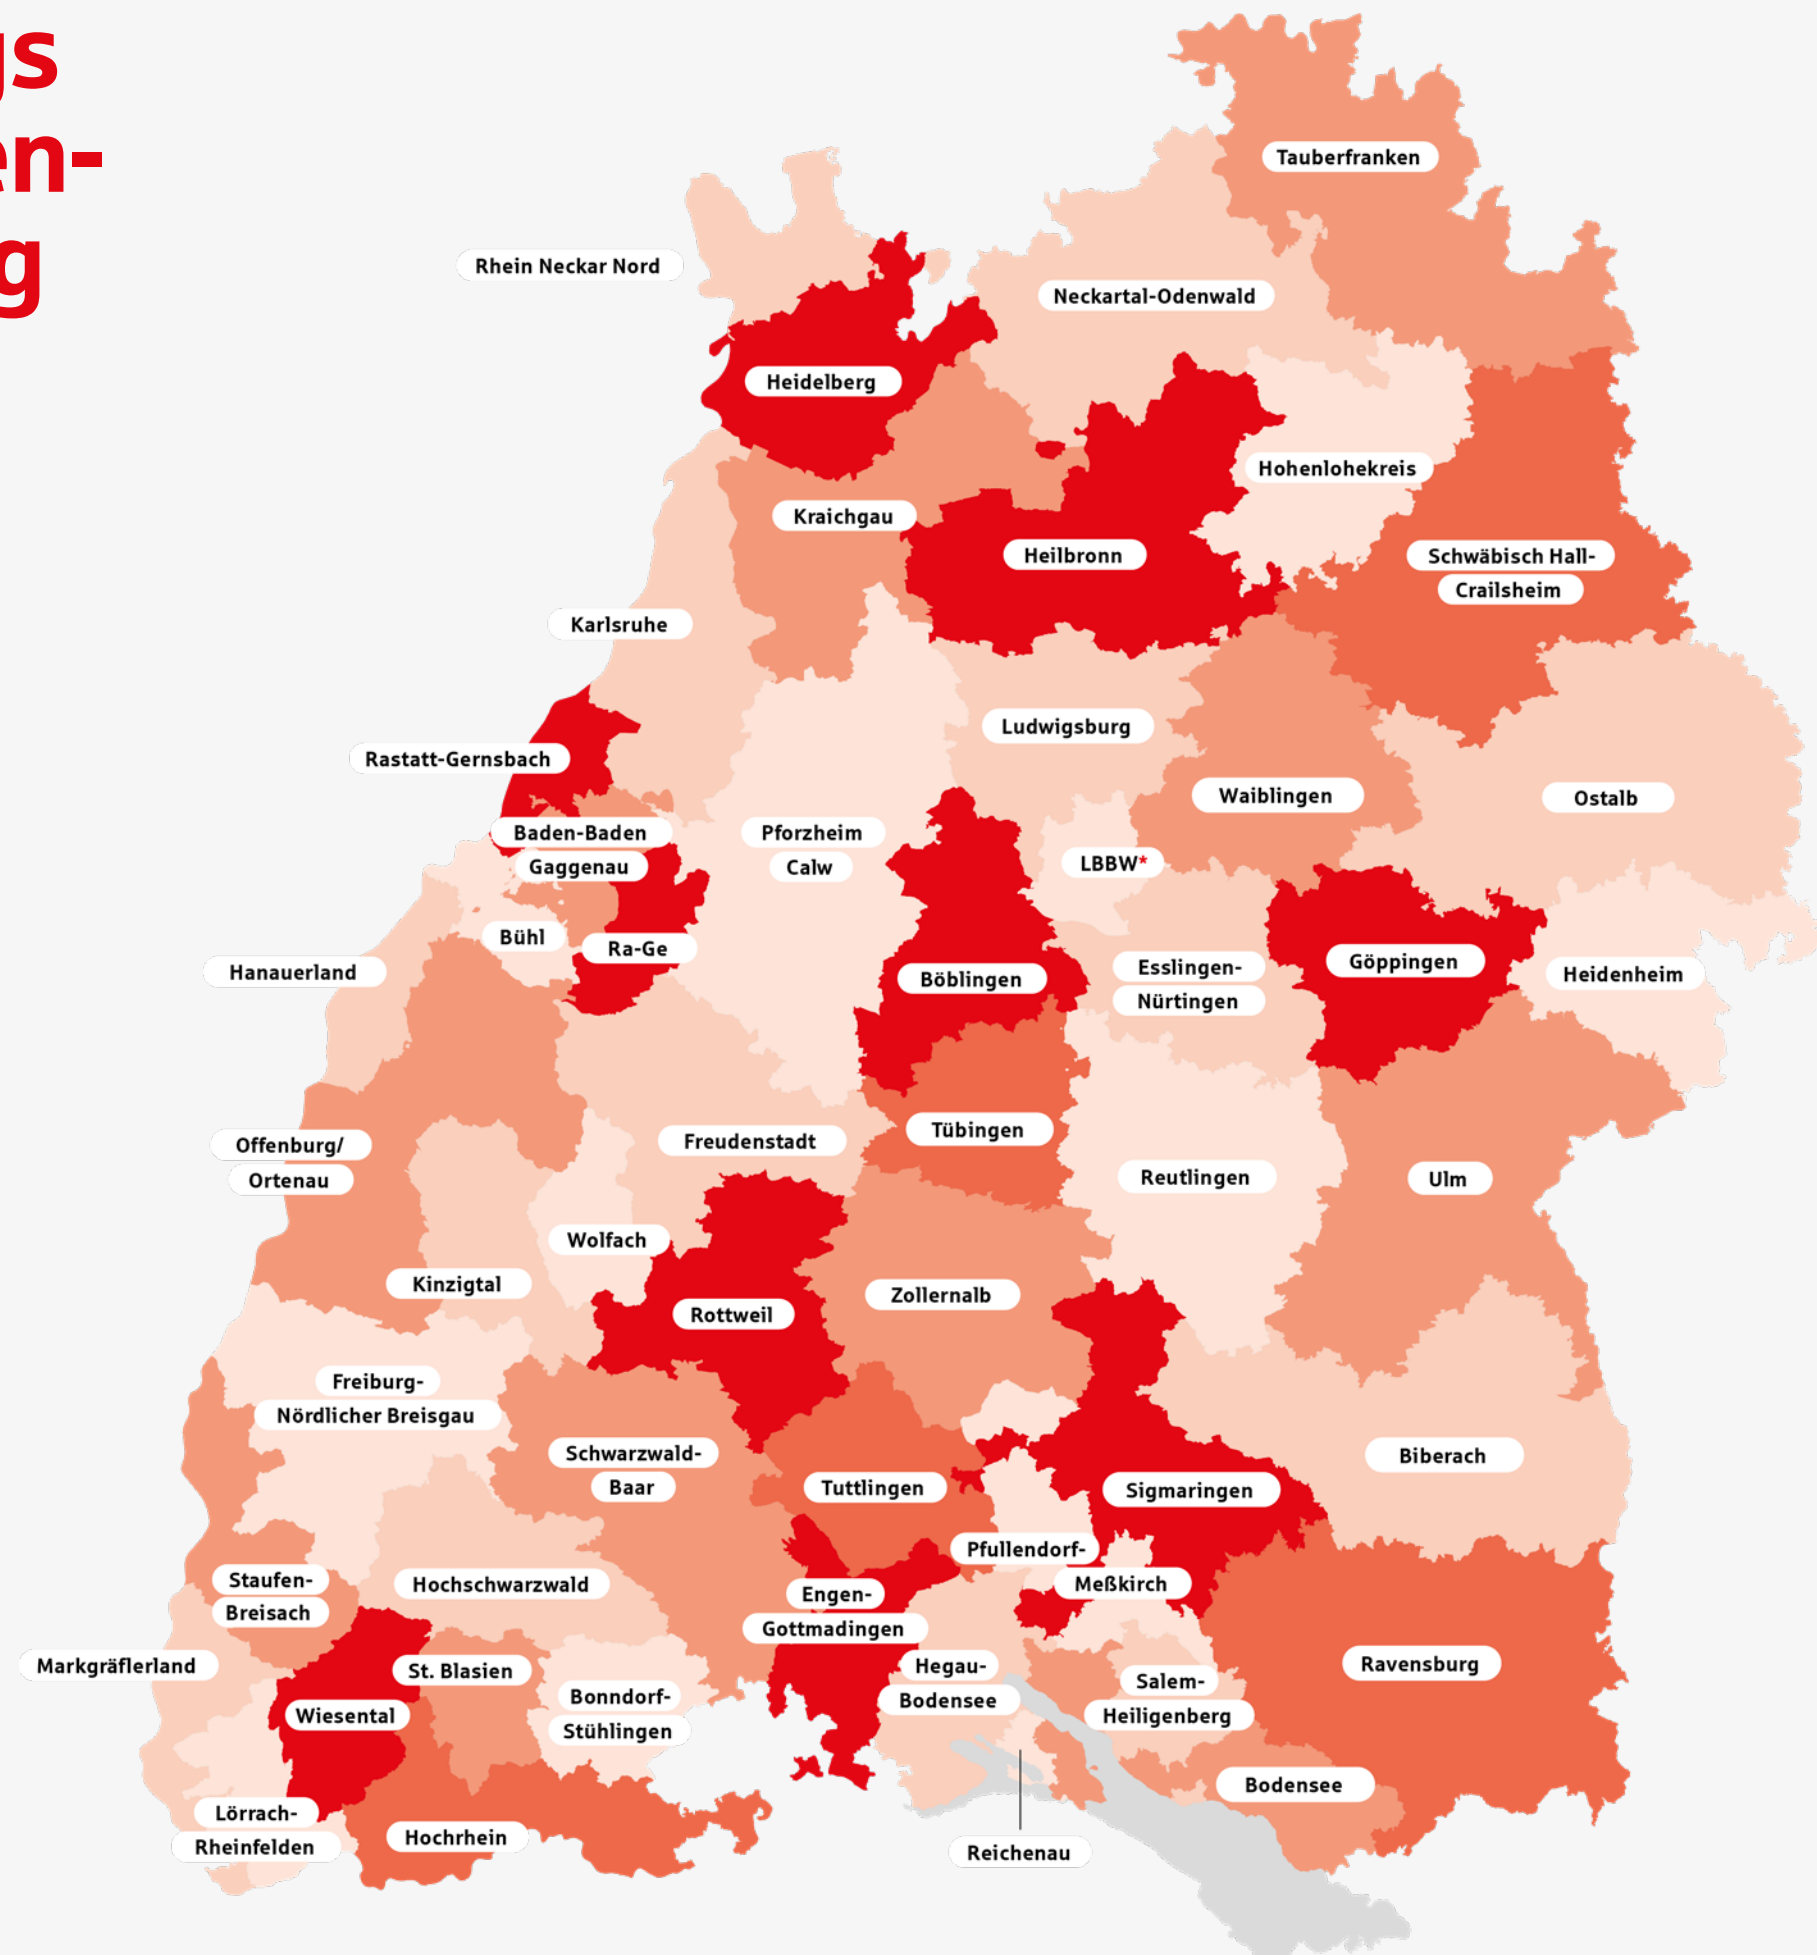 gs
en-
g
Tauberfranken
Rhein Neckar Nord
Neckartal-Odenwald
Heidelberg
Hohenlohekreis
Kraichgau
Heilbronn
Schwäbisch Hall-
Crailsheim
Karlsruhe
Ludwigsburg
Rastatt-Gernsbach
Waiblingen
Ostalb
Baden-Baden
Gaggenau
Pforzheim
Calw
LBBW*
Bühl
Ra-Ge
Hanauerland
Böblingen
Esslingen-
Nürtingen
Göppingen
Heidenheim
Offenburg/
Ortenau
Freudenstadt
Tübingen
Reutlingen
Ulm
Wolfach
Kinzigtal
Rottweil
Zollernalb
Freiburg-
Nördlicher Breisgau
Schwarzwald-
Baar
Tuttlingen
Sigmaringen
Biberach
Pfullendorf-
Meßkirch
Staufen-
Breisach
Hochschwarzwald
Engen-
Gottmadingen
Markgräflerland
St. Blasien
Hegau-
Bodensee
Salem-
Heiligenberg
Ravensburg
Wiesental
Bonndorf-
Stühlingen
Bodensee
Lörrach-
Rheinfelden
Hochrhein
Reichenau